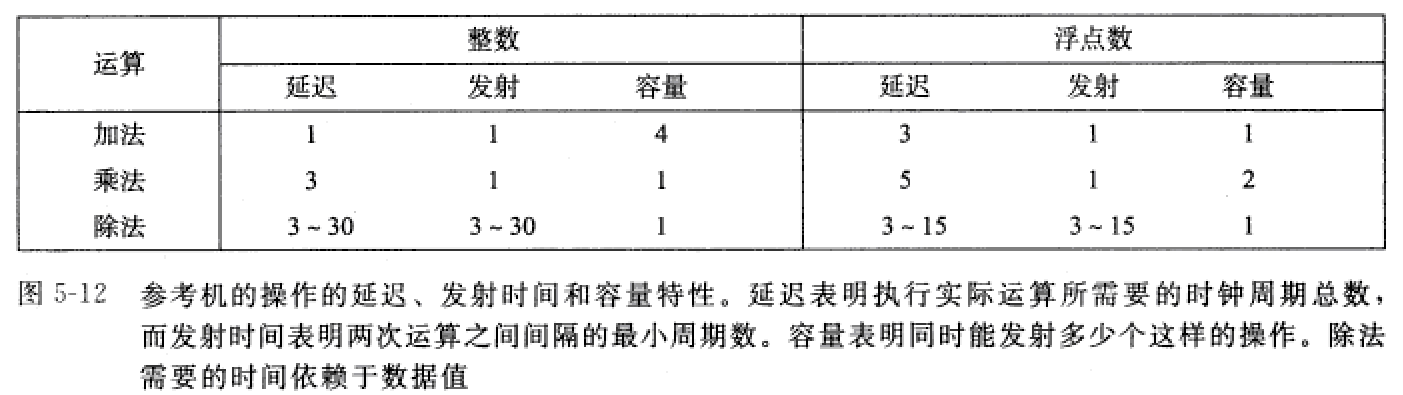 运算 整数 浮点数
延迟 发射 容量 延迟 发射 容量
加法 1 1 4 3 1 1
乘法 3 1 1 5 1 2
除法 3~30 3~30 1 3~15 3~15 1
图 5-12 参考机的操作的延迟、发射时间和容量特性。延迟表明执行实际运算所需要的时钟周期总数，
而发射时间表明两次运算之间间隔的最小周期数。容量表明同时能发射多少个这样的操作。除法
需要的时间依赖于数据值